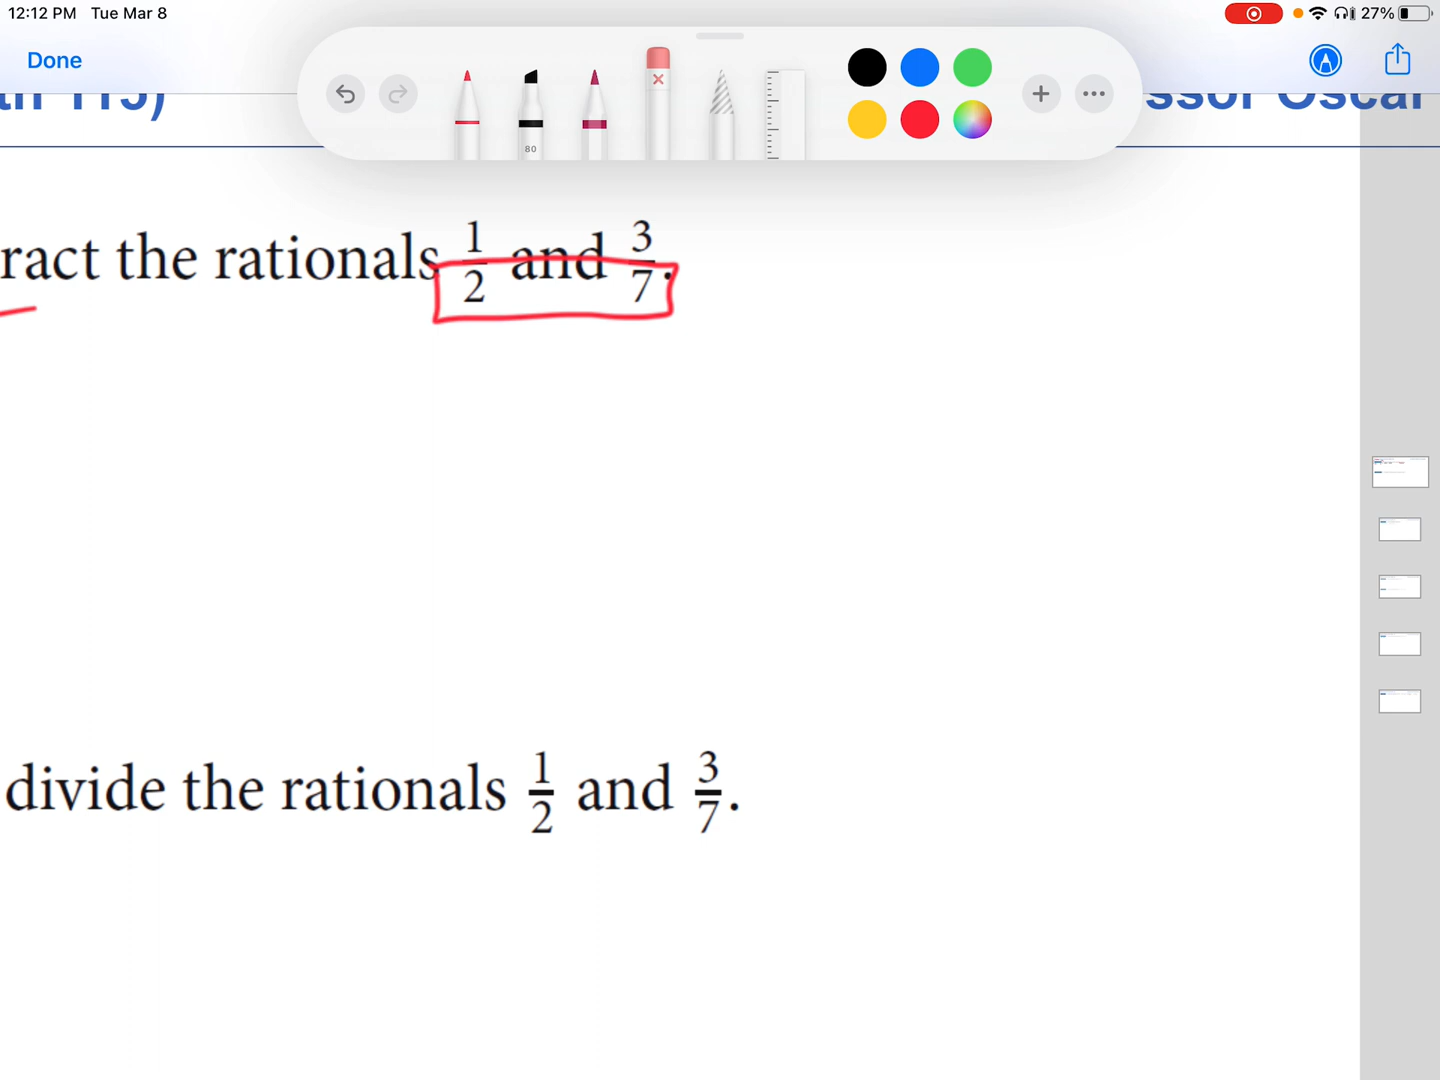 12:12 PM Tue Mar 8
27%
Done
80
ract the rationals 1/2 and 3/7.
divide the rationals 1/2 and 3/7.